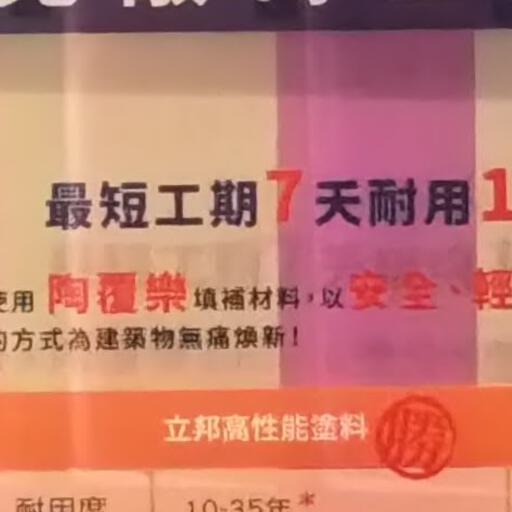 最短工期7天耐用1
使用 陶覆樂 填補材料，以 安全、輕
的方式為建築物無痛煥新！
立邦高性能塗料 勝
耐用度 10-35年*